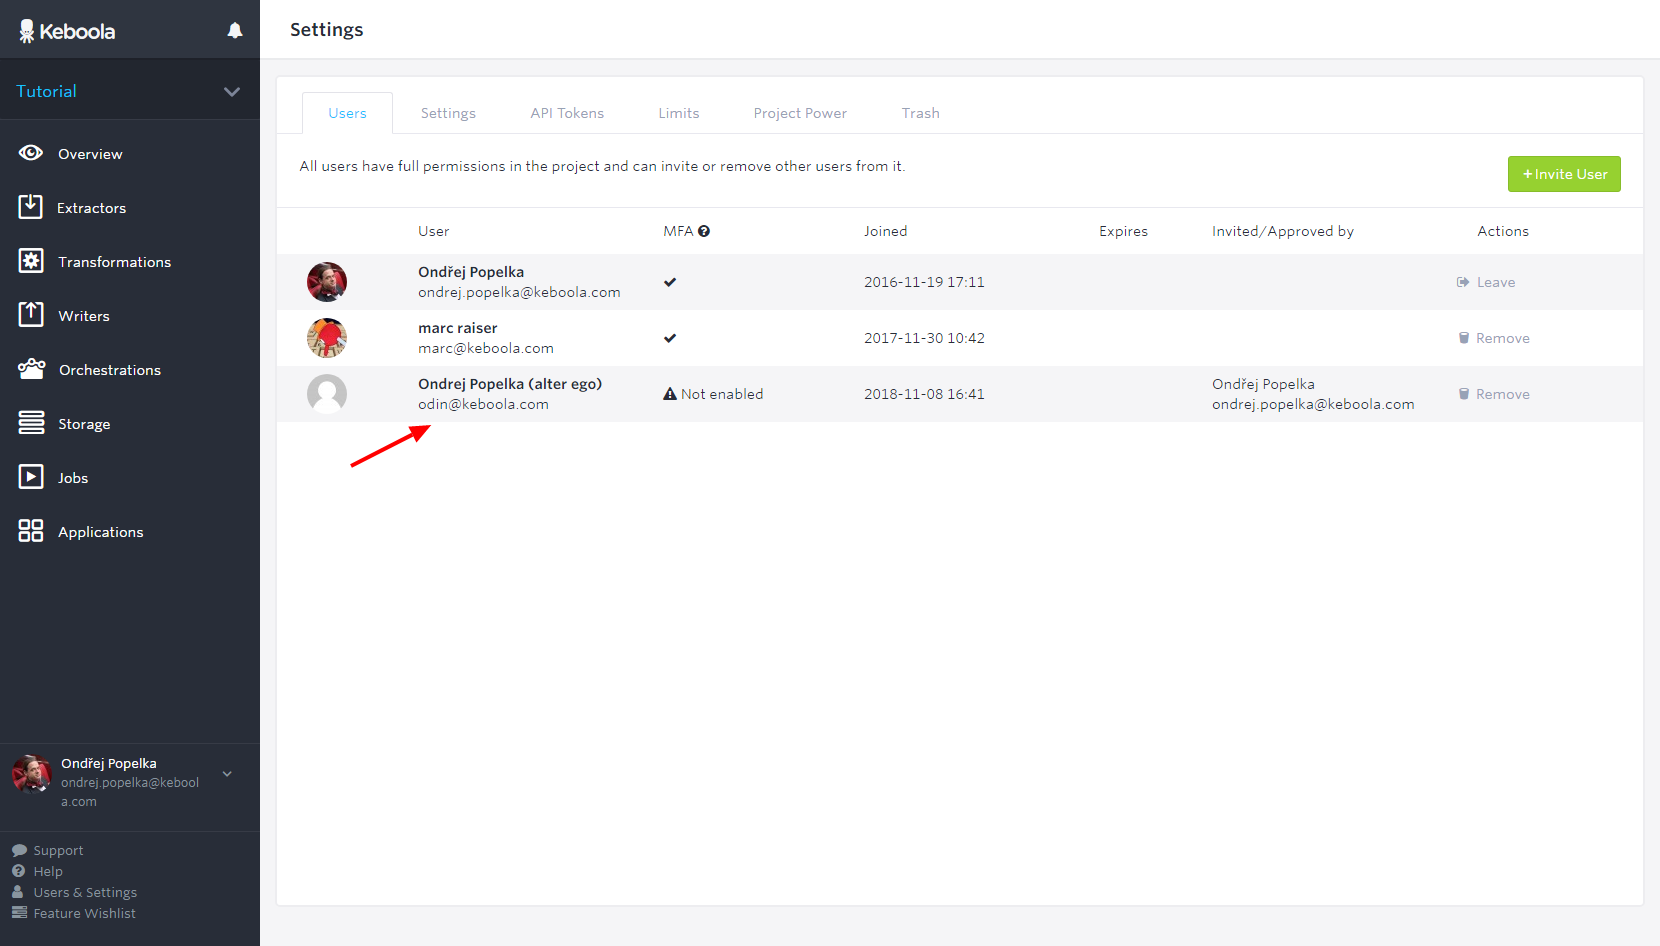 Keboola
Settings
Tutorial
Overview
Extractors
Transformations
Writers
Orchestrations
Storage
Jobs
Applications
Ondřej Popelka
ondrej.popelka@kebool
a.com
Support
Help
Users & Settings
Feature Wishlist
Users Settings API Tokens Limits Project Power Trash
All users have full permissions in the project and can invite or remove other users from it.
+ Invite User
User MFA ? Joined Expires Invited/Approved by Actions
Ondřej Popelka
ondrej.popelka@keboola.com 2016-11-19 17:11 Leave
marc raiser
marc@keboola.com 2017-11-30 10:42 Remove
Ondrej Popelka (alter ego) Ondřej Popelka
odin@keboola.com Not enabled 2018-11-08 16:41 ondrej.popelka@keboola.com Remove